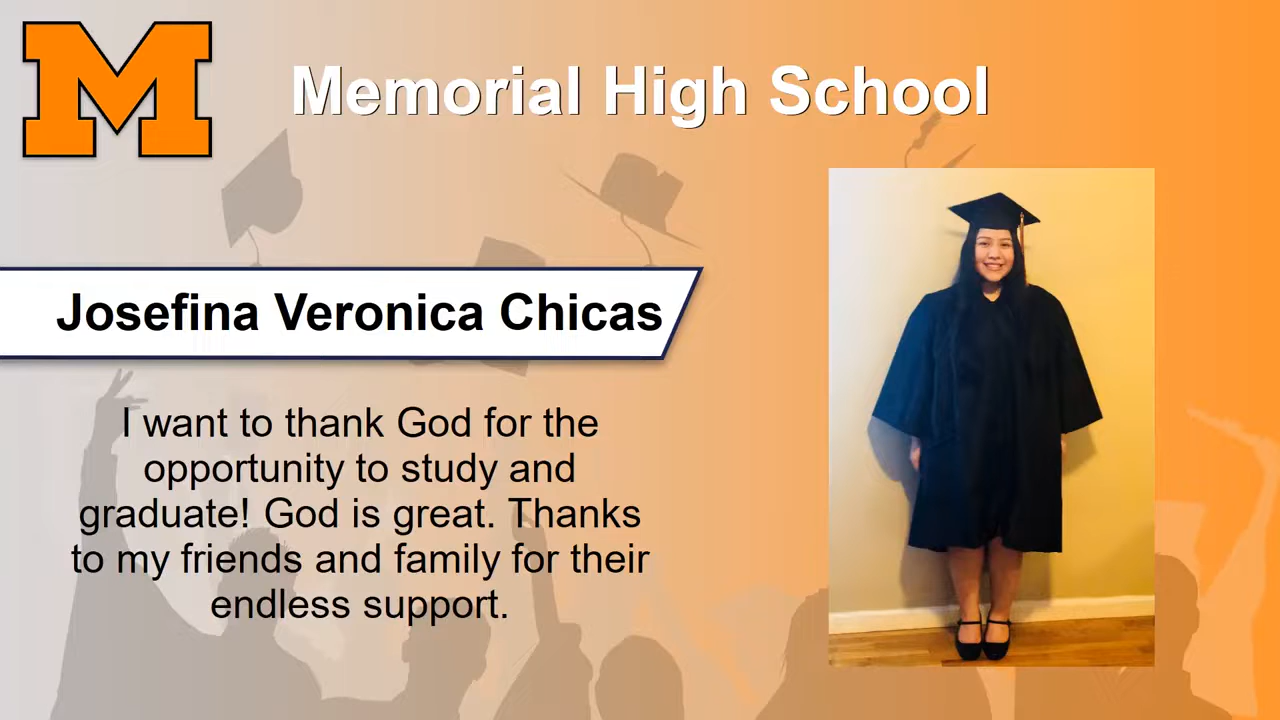 M
Memorial High School
Josefina Veronica Chicas
I want to thank God for the
opportunity to study and
graduate! God is great. Thanks
to my friends and family for their
endless support.